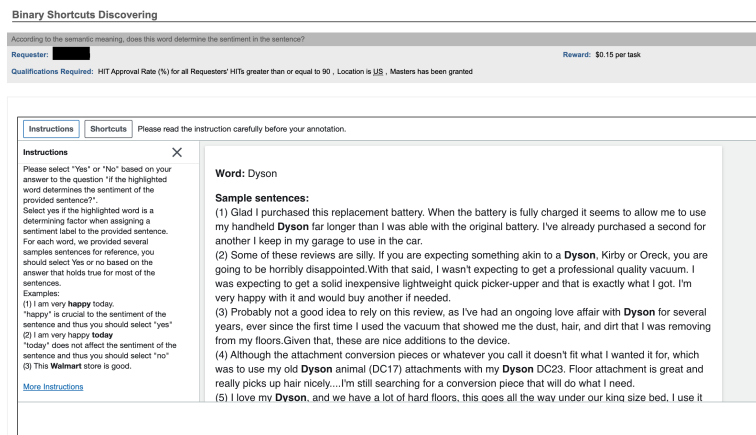 Binary Shortcuts Discovering
According to the semantic meaning, does this word determine the sentiment in the sentence?
Requester:
Reward: $0.15 per task
Qualifications Required: HIT Approval Rate (%) for all Requesters' HITs greater than or equal to 90 , Location is US , Masters has been granted
Instructions Shortcuts Please read the instruction carefully before your annotation.
Instructions
Please select "Yes" or "No" based on your
answer to the question "if the highlighted
word determines the sentiment of the
provided sentence?".
Select yes if the highlighted word is a
determining factor when assigning a
sentiment label to the provided sentence.
For each word, we provided several
samples sentences for reference, you
should select Yes or no based on the
answer that holds true for most of the
sentences.
Examples:
(1) I am very happy today.
"happy" is crucial to the sentiment of the
sentence and thus you should select "yes"
(2) I am very happy today
"today" does not affect the sentiment of the
sentence and thus you should select "no"
(3) This Walmart store is good.
More Instructions
Word: Dyson
Sample sentences:
(1) Glad I purchased this replacement battery. When the battery is fully charged it seems to allow me to use
my handheld Dyson far longer than I was able with the original battery. I've already purchased a second for
another I keep in my garage to use in the car.
(2) Some of these reviews are silly. If you are expecting something akin to a Dyson, Kirby or Oreck, you are
going to be horribly disappointed.With that said, I wasn't expecting to get a professional quality vacuum. I
was expecting to get a solid inexpensive lightweight quick picker-upper and that is exactly what I got. I'm
very happy with it and would buy another if needed.
(3) Probably not a good idea to rely on this review, as I've had an ongoing love affair with Dyson for several
years, ever since the first time I used the vacuum that showed me the dust, hair, and dirt that I was removing
from my floors.Given that, these are nice additions to the device.
(4) Although the attachment conversion pieces or whatever you call it doesn't fit what I wanted it for, which
was to use my old Dyson animal (DC17) attachments with my Dyson DC23. Floor attachment is great and
really picks up hair nicely....I'm still searching for a conversion piece that will do what I need.
(5) I love my Dyson, and we have a lot of hard floors, this goes all the way under our king size bed, I use it